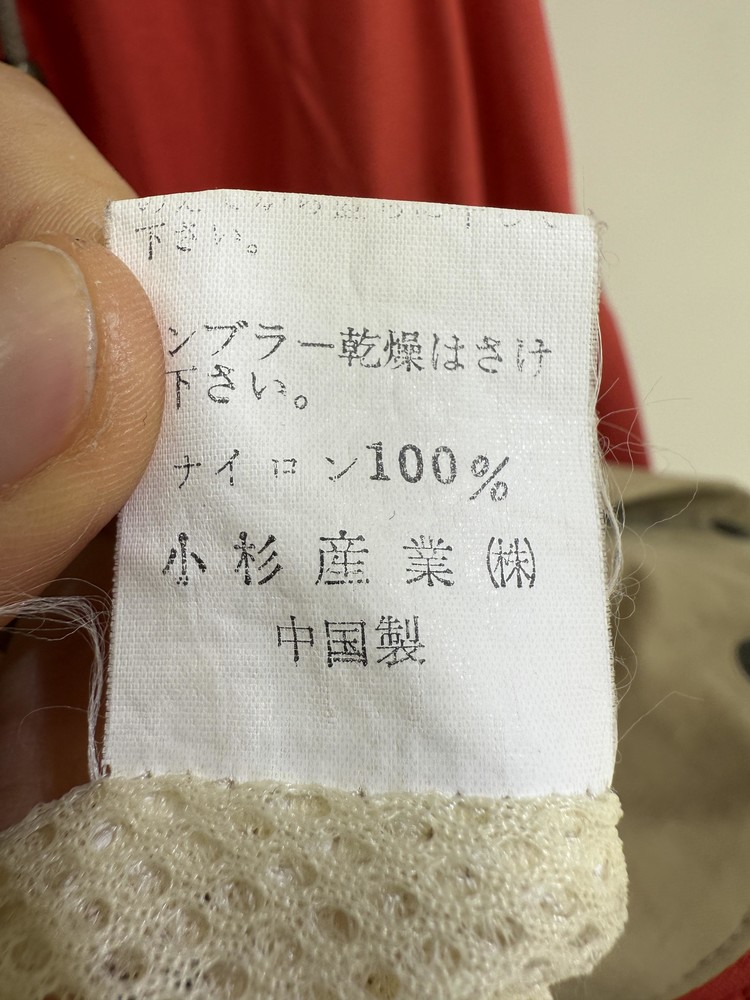 下さい。
ンブラー乾燥はさけ
下さい。
ナイロン100%
小杉産業㈱
中国製